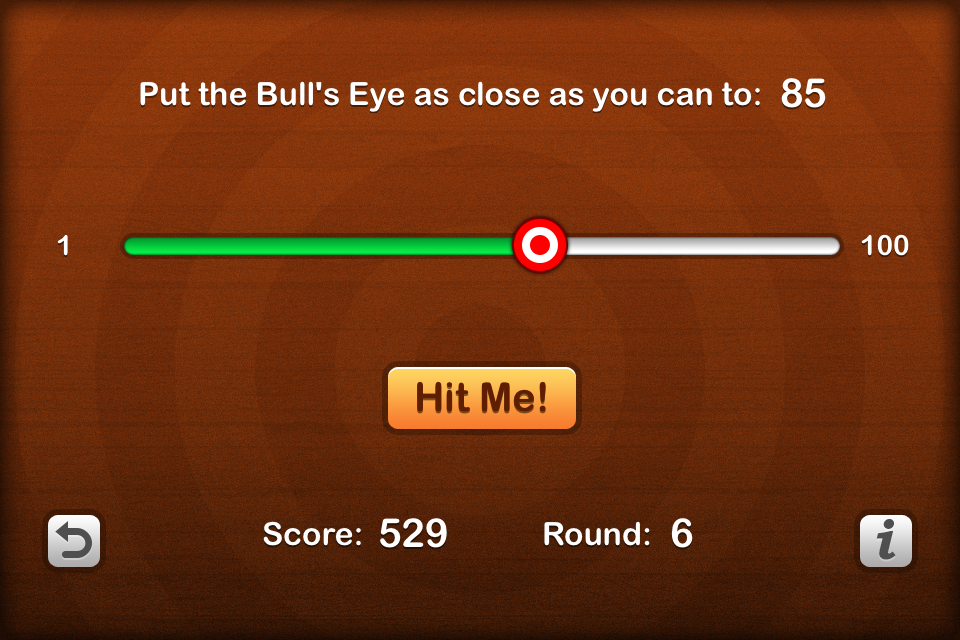 Put the Bull's Eye as close as you can to: 85
1 100
Hit Me!
Score: 529 Round: 6
i